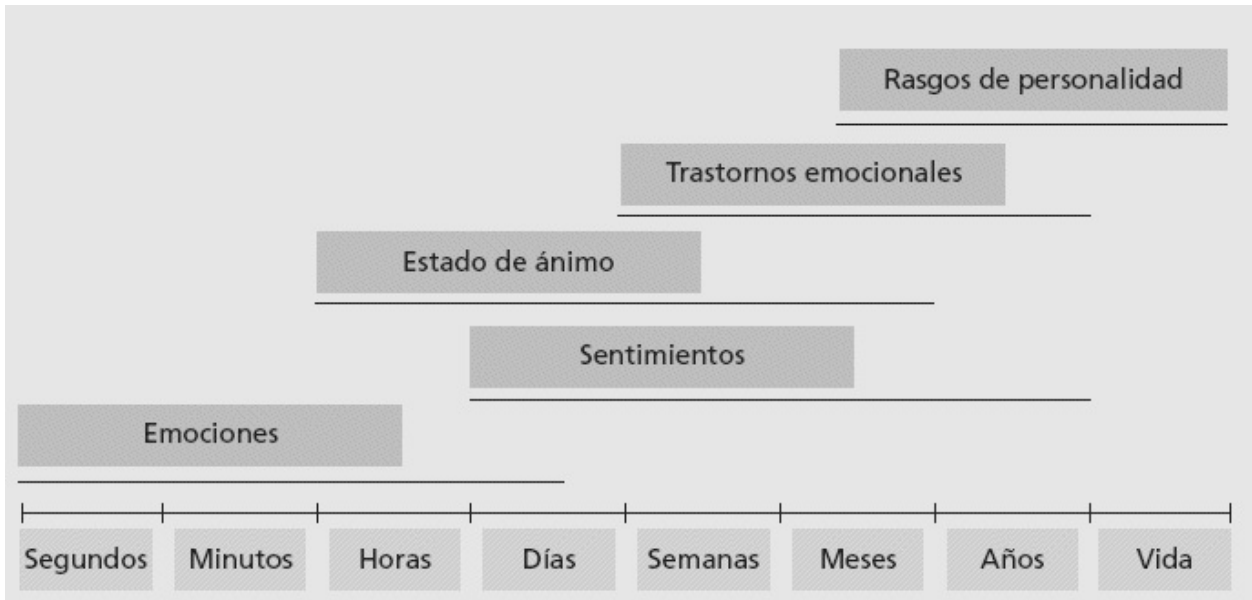 Rasgos de personalidad
Trastornos emocionales
Estado de ánimo
Sentimientos
Emociones
Segundos
Minutos
Horas
Días
Semanas
Meses
Años
Vida